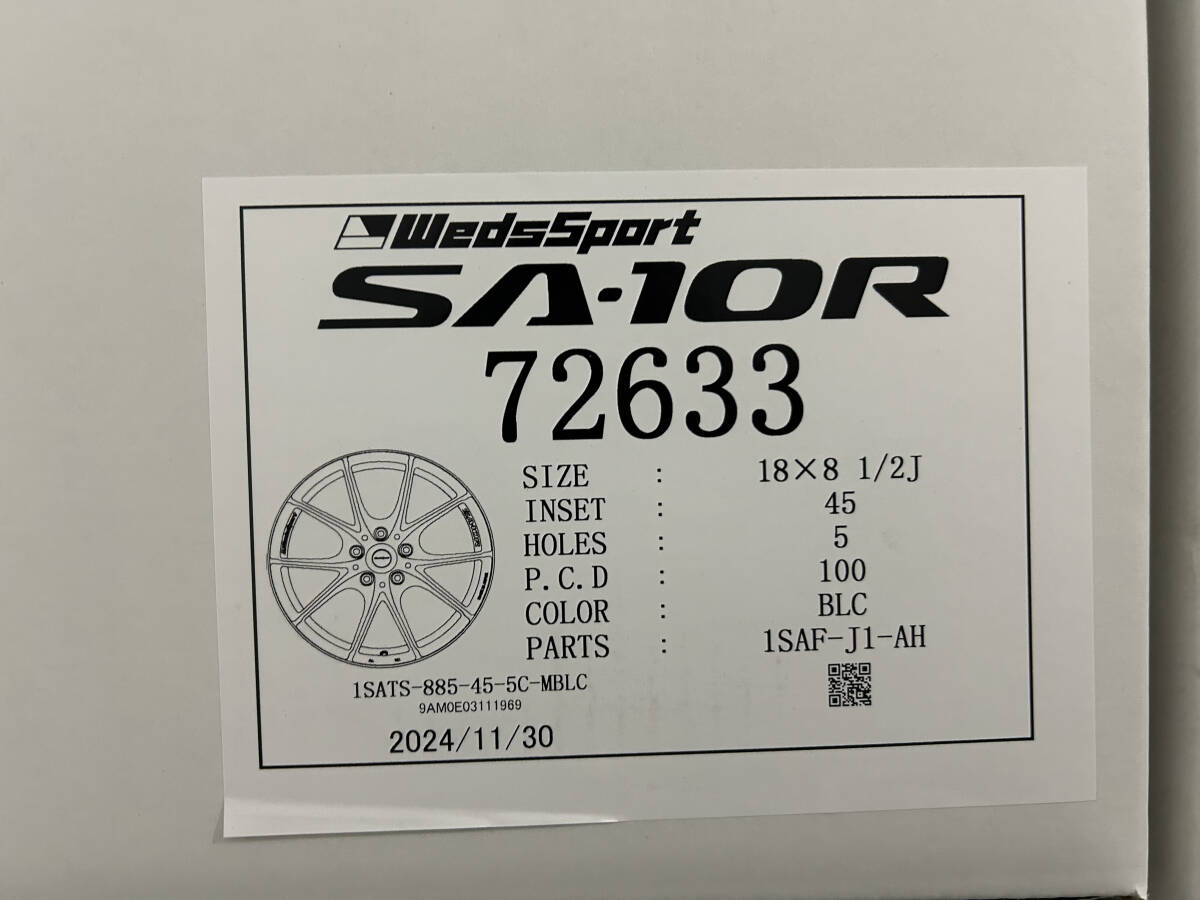 WedsSport
SA-10R
72633
SIZE : 18×8 1/2J
INSET : 45
HOLES : 5
P.C.D : 100
COLOR : BLC
PARTS : 1SAF-J1-AH
1SATS-885-45-5C-MBLC
9AM0E03111969
2024/11/30